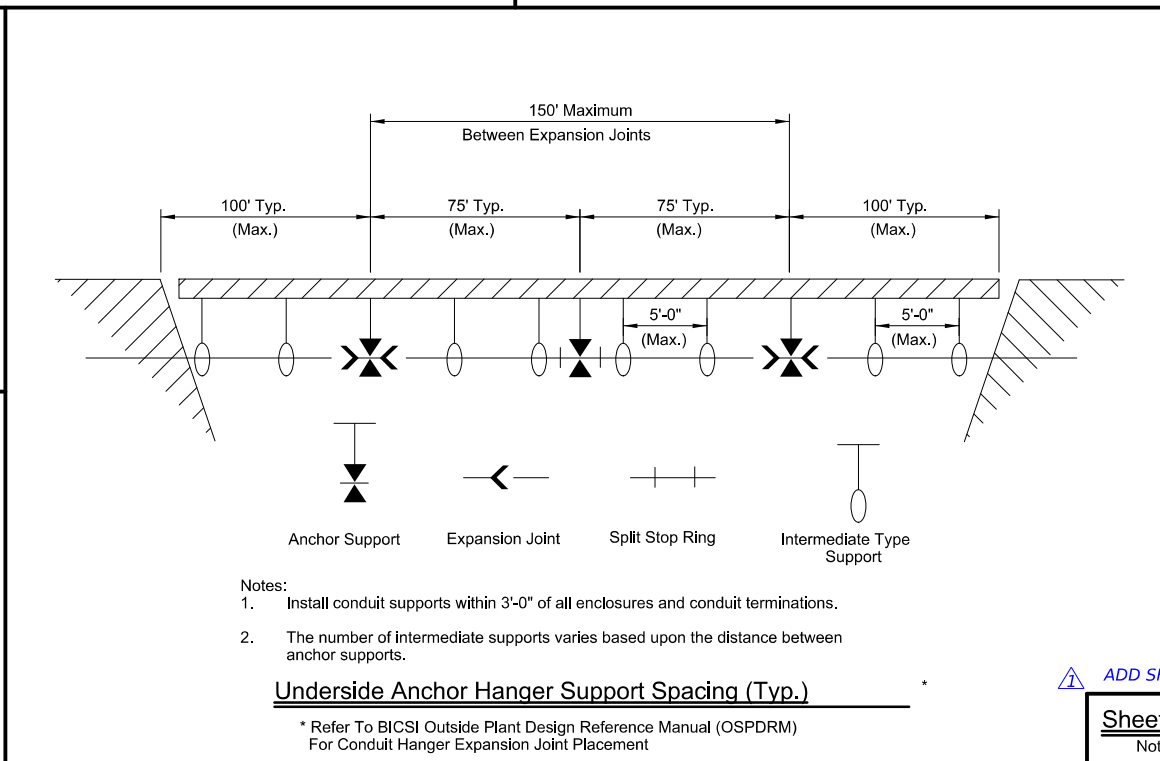 150' Maximum
Between Expansion Joints
100' Typ.
(Max.)
75' Typ.
(Max.)
75' Typ.
(Max.)
100' Typ.
(Max.)
5'-0"
(Max.)
5'-0"
(Max.)
Anchor Support
Expansion Joint
Split Stop Ring
Intermediate Type
Support
Notes:
1. Install conduit supports within 3'-0" of all enclosures and conduit terminations.
2. The number of intermediate supports varies based upon the distance between
anchor supports.
Underside Anchor Hanger Support Spacing (Typ.) *
* Refer To BICSI Outside Plant Design Reference Manual (OSPDRM)
For Conduit Hanger Expansion Joint Placement
1 ADD